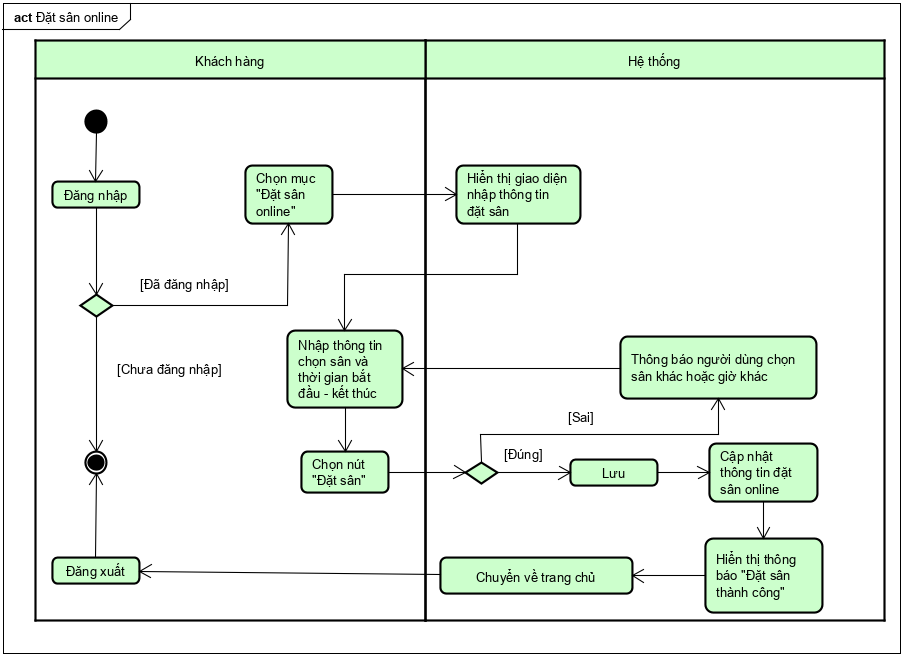 act Đặt sân online
Khách hàng
Hệ thống
Đăng nhập
Chọn mục
"Đặt sân
online"
Hiển thị giao diện
nhập thông tin
đặt sân
[Đã đăng nhập]
[Chưa đăng nhập]
Nhập thông tin
chọn sân và
thời gian bắt
đầu - kết thúc
Thông báo người dùng chọn
sân khác hoặc giờ khác
[Sai]
Chọn nút
"Đặt sân"
[Đúng]
Lưu
Cập nhật
thông tin đặt
sân online
Hiển thị thông
báo "Đặt sân
thành công"
Chuyển về trang chủ
Đăng xuất